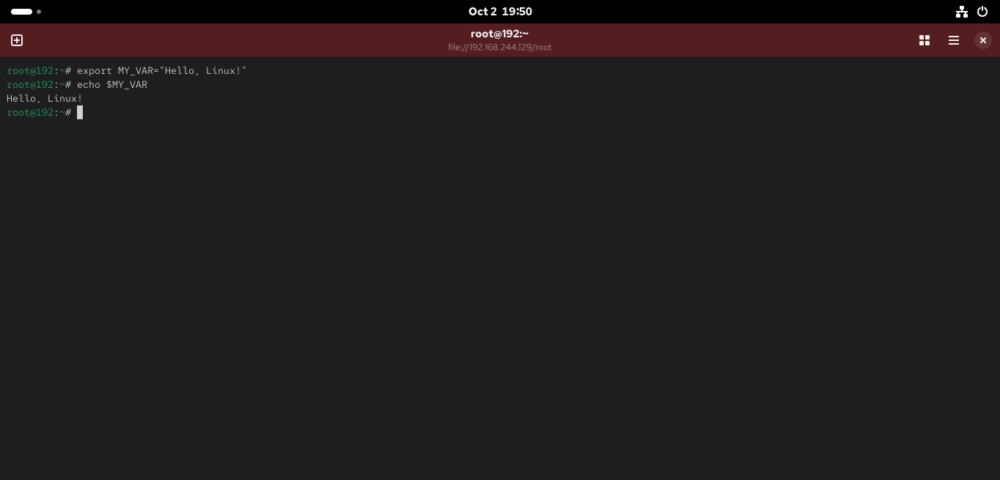 Oct 2 19:50
root@192:~
file://192.168.244.129/root
root@192:~# export MY_VAR="Hello, Linux!"
root@192:~# echo $MY_VAR
Hello, Linux!
root@192:~#